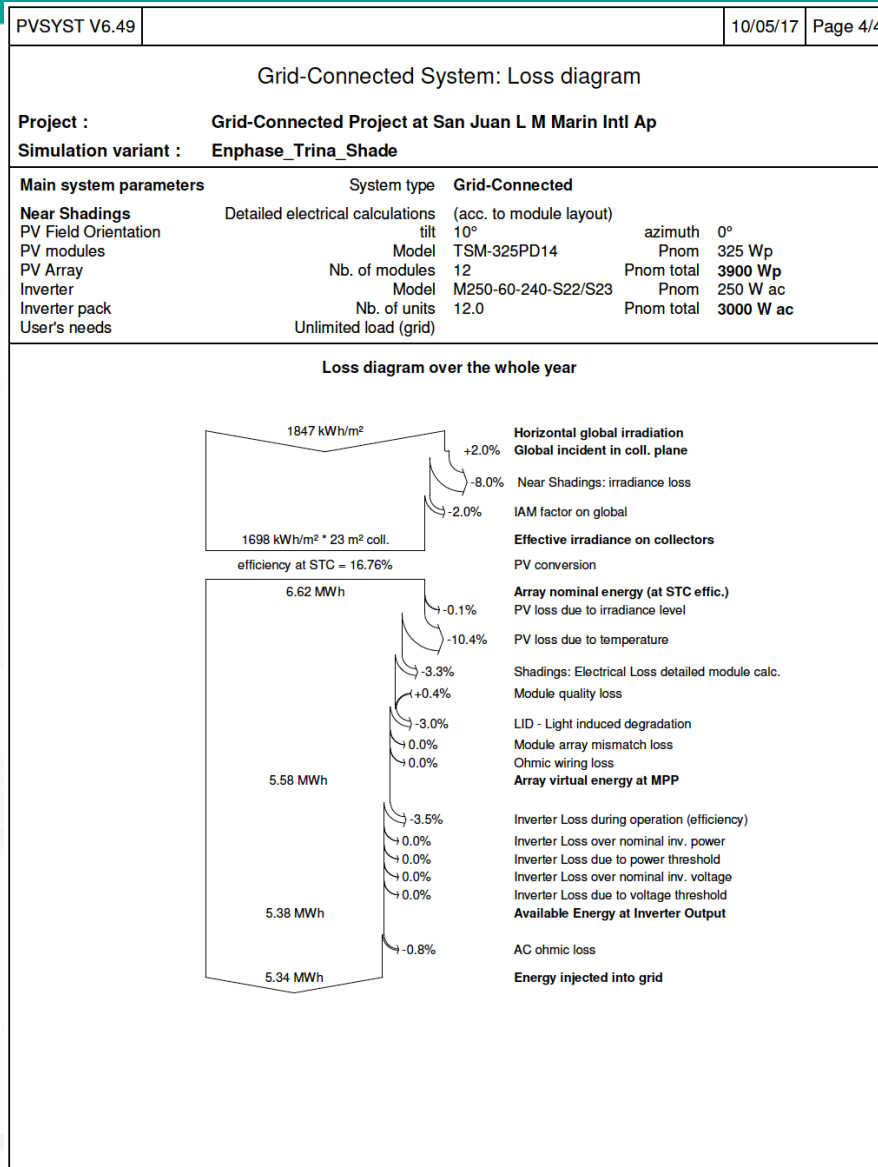 PVSYST V6.49 10/05/17 Page 4/4
Grid-Connected System: Loss diagram
Project : Grid-Connected Project at San Juan L M Marin Intl Ap
Simulation variant : Enphase_Trina_Shade
Main system parameters System type Grid-Connected
Near Shadings Detailed electrical calculations (acc. to module layout)
PV Field Orientation tilt 10° azimuth 0°
PV modules Model TSM-325PD14 Pnom 325 Wp
PV Array Nb. of modules 12 Pnom total 3900 Wp
Inverter Model M250-60-240-S22/S23 Pnom 250 W ac
Inverter pack Nb. of units 12.0 Pnom total 3000 W ac
User's needs Unlimited load (grid)
Loss diagram over the whole year
1847 kWh/m² Horizontal global irradiation
+2.0% Global incident in coll. plane
-8.0% Near Shadings: irradiance loss
-2.0% IAM factor on global
1698 kWh/m² * 23 m² coll. Effective irradiance on collectors
efficiency at STC = 16.76% PV conversion
6.62 MWh Array nominal energy (at STC effic.)
-0.1% PV loss due to irradiance level
-10.4% PV loss due to temperature
-3.3% Shadings: Electrical Loss detailed module calc.
+0.4% Module quality loss
-3.0% LID - Light induced degradation
0.0% Module array mismatch loss
0.0% Ohmic wiring loss
5.58 MWh Array virtual energy at MPP
-3.5% Inverter Loss during operation (efficiency)
0.0% Inverter Loss over nominal inv. power
0.0% Inverter Loss due to power threshold
0.0% Inverter Loss over nominal inv. voltage
0.0% Inverter Loss due to voltage threshold
5.38 MWh Available Energy at Inverter Output
-0.8% AC ohmic loss
5.34 MWh Energy injected into grid